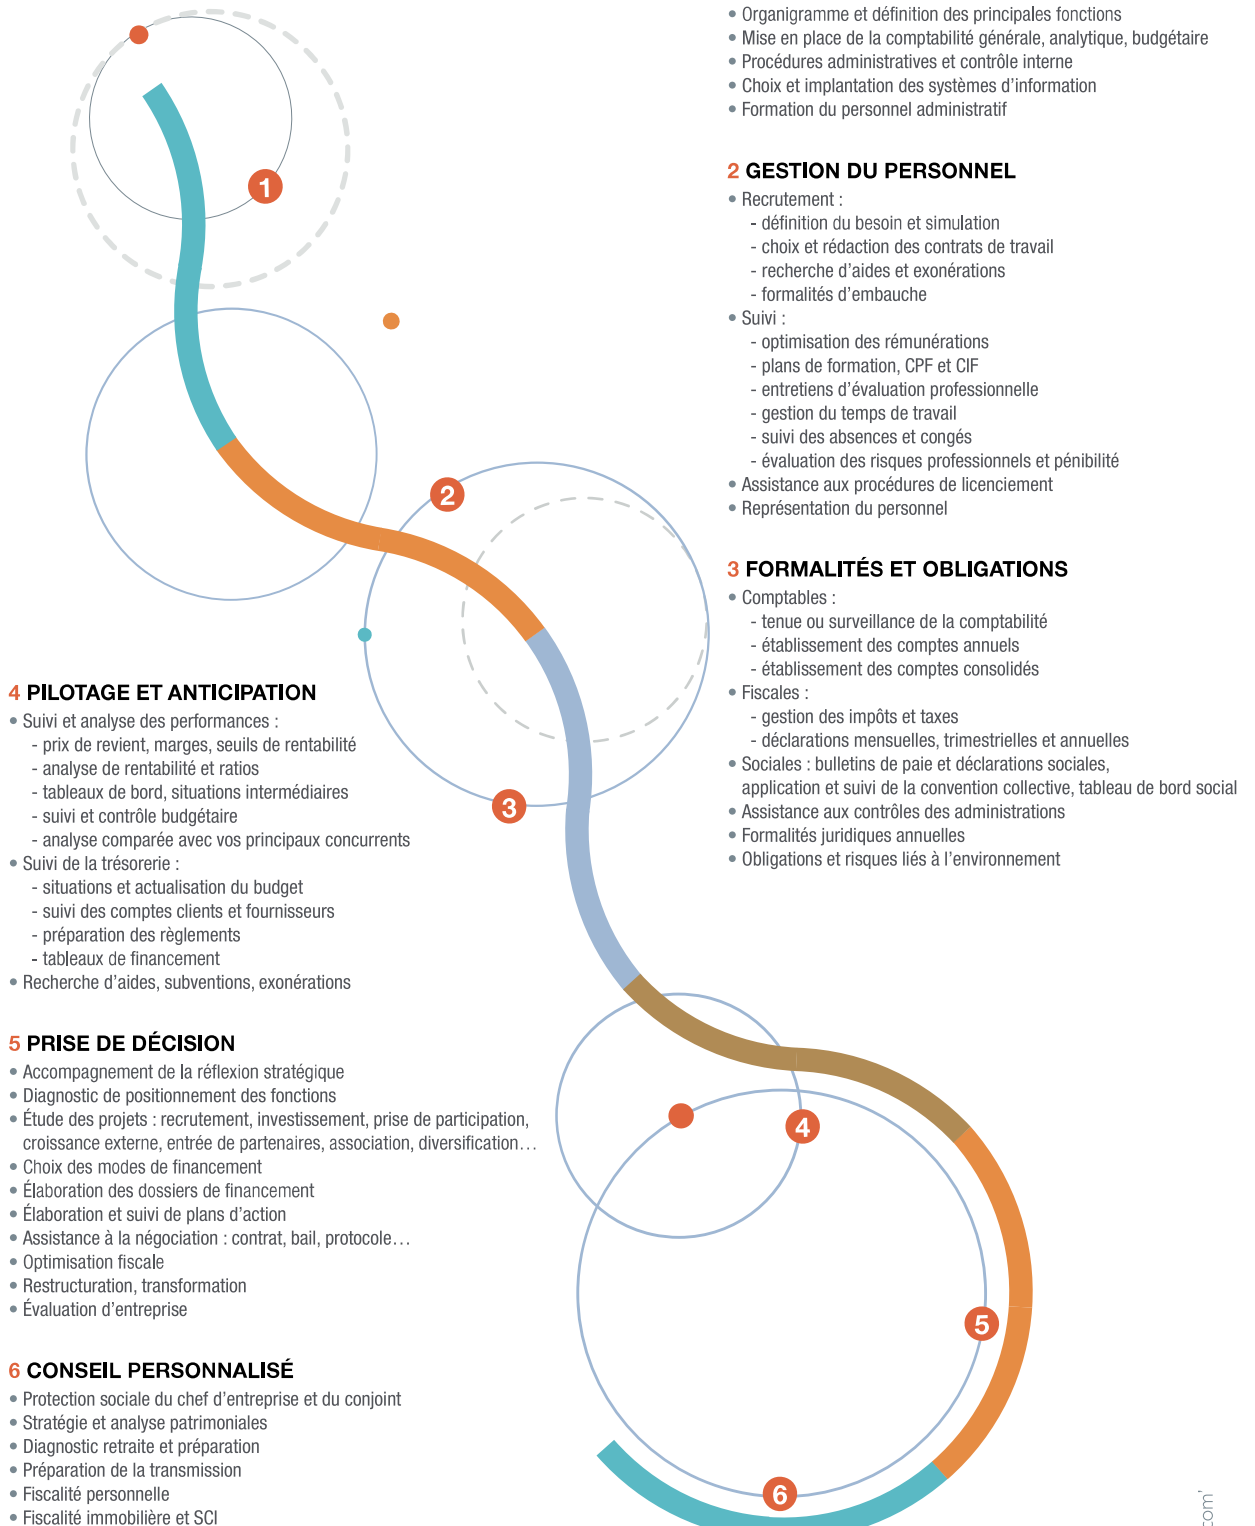 • Organigramme et définition des principales fonctions
• Mise en place de la comptabilité générale, analytique, budgétaire
• Procédures administratives et contrôle interne
• Choix et implantation des systèmes d'information
• Formation du personnel administratif
1
2 GESTION DU PERSONNEL
• Recrutement :
- définition du besoin et simulation
- choix et rédaction des contrats de travail
- recherche d'aides et exonérations
- formalités d'embauche
• Suivi :
- optimisation des rémunérations
- plans de formation, CPF et CIF
- entretiens d'évaluation professionnelle
- gestion du temps de travail
- suivi des absences et congés
- évaluation des risques professionnels et pénibilité
• Assistance aux procédures de licenciement
• Représentation du personnel
2
3 FORMALITÉS ET OBLIGATIONS
• Comptables :
- tenue ou surveillance de la comptabilité
- établissement des comptes annuels
- établissement des comptes consolidés
• Fiscales :
- gestion des impôts et taxes
- déclarations mensuelles, trimestrielles et annuelles
• Sociales : bulletins de paie et déclarations sociales,
application et suivi de la convention collective, tableau de bord social
• Assistance aux contrôles des administrations
• Formalités juridiques annuelles
• Obligations et risques liés à l'environnement
3
4 PILOTAGE ET ANTICIPATION
• Suivi et analyse des performances :
- prix de revient, marges, seuils de rentabilité
- analyse de rentabilité et ratios
- tableaux de bord, situations intermédiaires
- suivi et contrôle budgétaire
- analyse comparée avec vos principaux concurrents
• Suivi de la trésorerie :
- situations et actualisation du budget
- suivi des comptes clients et fournisseurs
- préparation des règlements
- tableaux de financement
• Recherche d'aides, subventions, exonérations
4
5 PRISE DE DÉCISION
• Accompagnement de la réflexion stratégique
• Diagnostic de positionnement des fonctions
• Étude des projets : recrutement, investissement, prise de participation,
croissance externe, entrée de partenaires, association, diversification…
• Choix des modes de financement
• Élaboration des dossiers de financement
• Élaboration et suivi de plans d'action
• Assistance à la négociation : contrat, bail, protocole…
• Optimisation fiscale
• Restructuration, transformation
• Évaluation d'entreprise
5
6 CONSEIL PERSONNALISÉ
• Protection sociale du chef d'entreprise et du conjoint
• Stratégie et analyse patrimoniales
• Diagnostic retraite et préparation
• Préparation de la transmission
• Fiscalité personnelle
• Fiscalité immobilière et SCI
6
com'